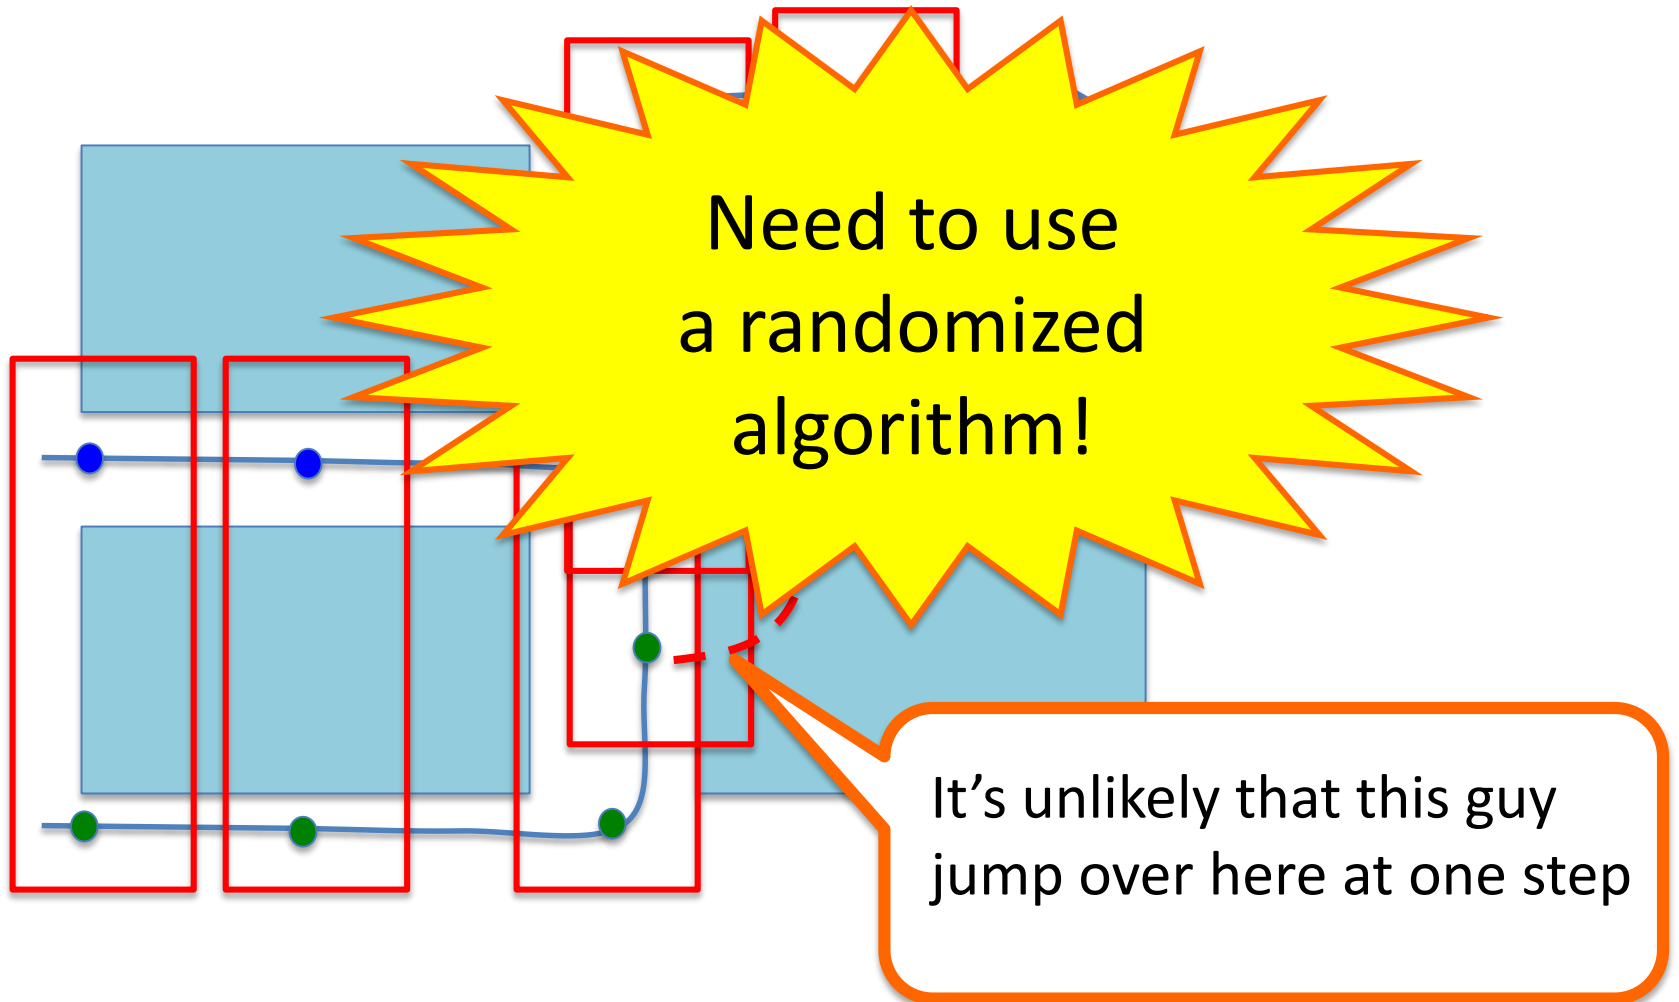 Need to use
a randomized
algorithm!
It’s unlikely that this guy
jump over here at one step